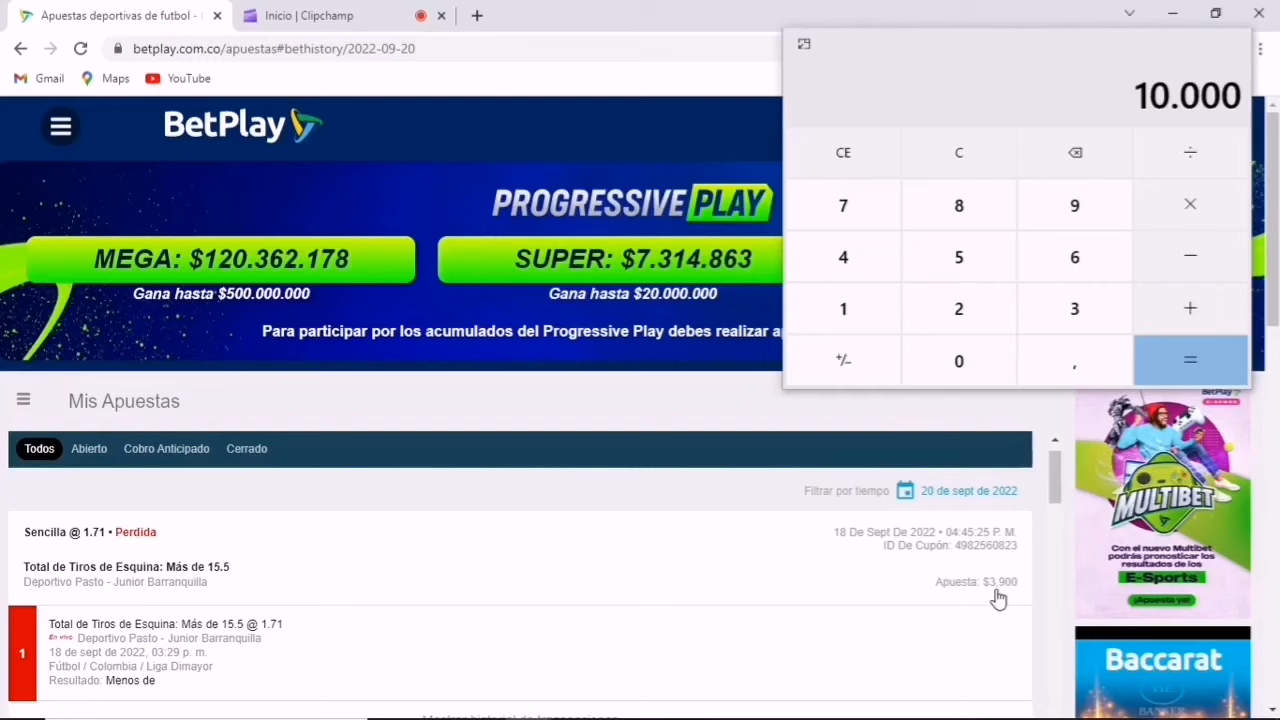 Apuestas deportivas de futbol -
Inicio | Clipchamp
betplay.com.co/apuestas#bethistory/2022-09-20
Gmail
Maps
YouTube
10.000
CE
C
÷
7
8
9
×
4
5
6
−
1
2
3
+
+/−
0
,
=
BetPlay
PROGRESSIVE PLAY
MEGA: $120.362.178
SUPER: $7.314.863
Gana hasta $500.000.000
Gana hasta $20.000.000
Para participar por los acumulados del Progressive Play debes realizar
Mis Apuestas
Todos
Abierto
Cobro Anticipado
Cerrado
Filtrar por tiempo
20 de sept de 2022
Sencilla @ 1.71 • Perdida
18 De Sept De 2022 • 04:45:25 P. M.
ID De Cupón: 4982560823
Total de Tiros de Esquina: Más de 15.5
Deportivo Pasto - Junior Barranquilla
Apuesta: $3,900
1
Total de Tiros de Esquina: Más de 15.5 @ 1.71
En vivo Deportivo Pasto - Junior Barranquilla
18 de sept de 2022, 03:29 p. m.
Fútbol / Colombia / Liga Dimayor
Resultado: Menos de
BetPlay
MULTIBET
Con el nuevo Multibet
podrás pronosticar los
resultados de los
E-Sports
¡Apuesta ya!
Baccarat